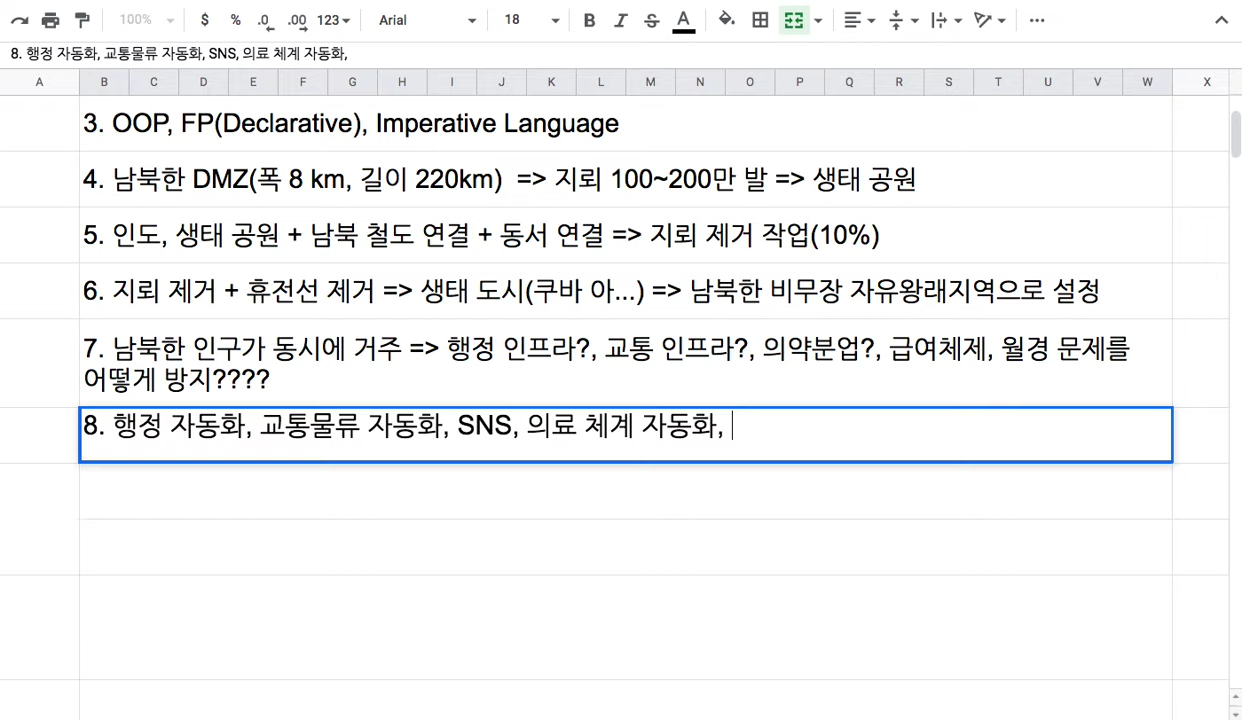 100% $ % .0 .00 123 Arial 18 B I S A ...
8. 행정 자동화, 교통물류 자동화, SNS, 의료 체계 자동화,
A B C D E F G H I J K L M N O P Q R S T U V W X
3. OOP, FP(Declarative), Imperative Language
4. 남북한 DMZ(폭 8 km, 길이 220km) => 지뢰 100~200만 발 => 생태 공원
5. 인도, 생태 공원 + 남북 철도 연결 + 동서 연결 => 지뢰 제거 작업(10%)
6. 지뢰 제거 + 휴전선 제거 => 생태 도시(쿠바 아...) => 남북한 비무장 자유왕래지역으로 설정
7. 남북한 인구가 동시에 거주 => 행정 인프라?, 교통 인프라?, 의약분업?, 급여체제, 월경 문제를
어떻게 방지????
8. 행정 자동화, 교통물류 자동화, SNS, 의료 체계 자동화,